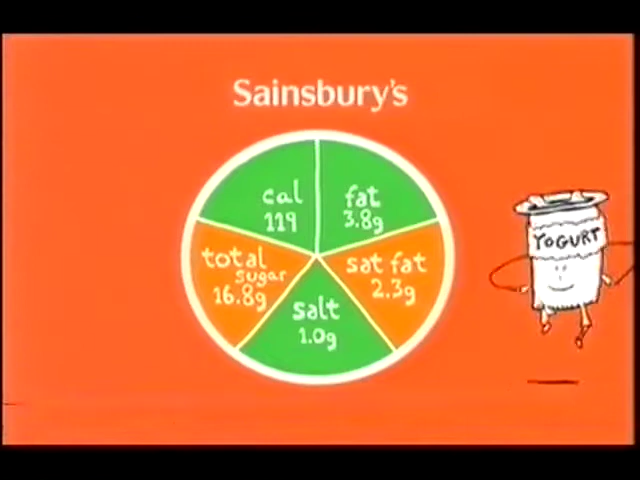 Sainsbury's
cal
119
fat
3.8g
total
sugar
16.8g
sat fat
2.3g
salt
1.0g
YOGURT